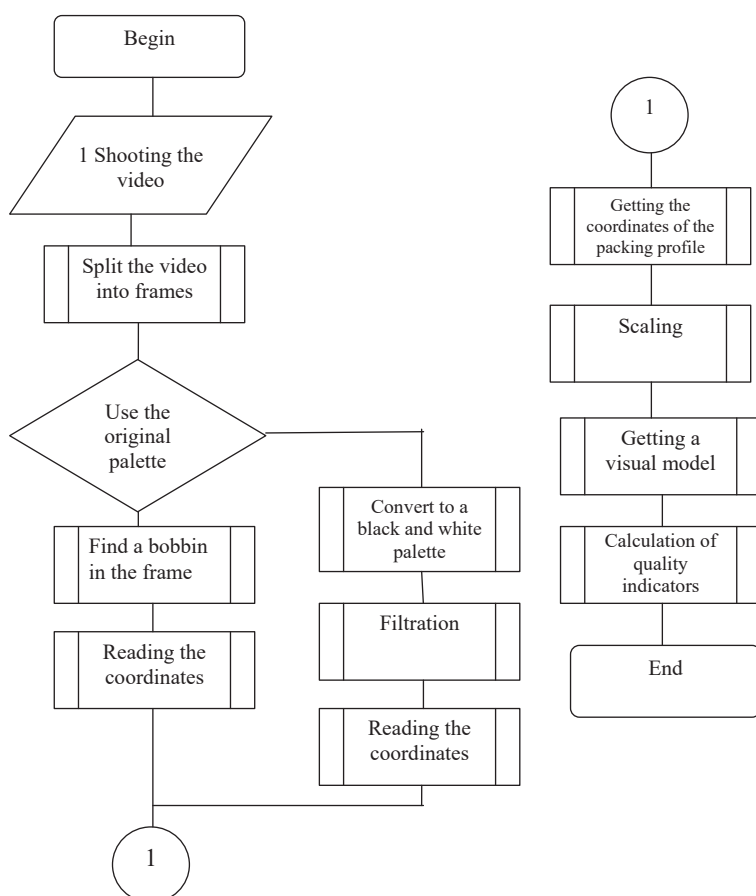 Begin
1 Shooting the
video
Split the video
into frames
Use the
original
palette
Find a bobbin
in the frame
Reading the
coordinates
Convert to a
black and white
palette
Filtration
Reading the
coordinates
1
1
Getting the
coordinates of the
packing profile
Scaling
Getting a
visual model
Calculation of
quality
indicators
End